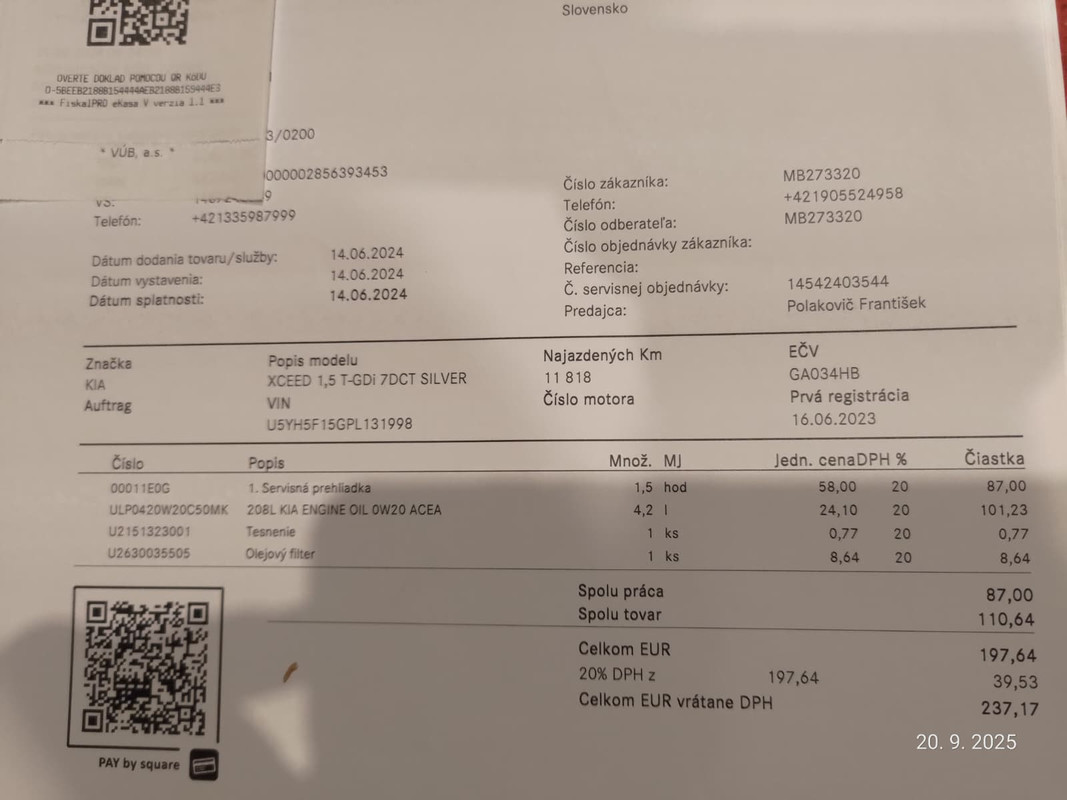 Slovensko
OVERTE DOKLAD POMOCOU QR KÓDU
*** FiskalPRO eKasa V verzia 1.1 ***
3/0200
* VÚB, a.s. *
000002856393453
VS:
Telefón: +421335987999
Číslo zákazníka: MB273320
Telefón: +421905524958
Číslo odberateľa: MB273320
Číslo objednávky zákazníka:
Referencia:
Č. servisnej objednávky: 14542403544
Predajca: Polakovič František
Dátum dodania tovaru/služby: 14.06.2024
Dátum vystavenia: 14.06.2024
Dátum splatnosti: 14.06.2024
Značka Popis modelu Najazdených Km EČV
KIA XCEED 1,5 T-GDi 7DCT SILVER 11 818 GA034HB
Auftrag VIN Číslo motora Prvá registrácia
U5YH5F15GPL131998 16.06.2023
Číslo Popis Množ. MJ Jedn. cenaDPH % Čiastka
00011E0G 1. Servisná prehliadka 1,5 hod 58,00 20 87,00
ULP0420W20C50MK 208L KIA ENGINE OIL 0W20 ACEA 4,2 l 24,10 20 101,23
U2151323001 Tesnenie 1 ks 0,77 20 0,77
U2630035505 Olejový filter 1 ks 8,64 20 8,64
Spolu práca 87,00
Spolu tovar 110,64
Celkom EUR 197,64
20% DPH z 197,64 39,53
Celkom EUR vrátane DPH 237,17
PAY by square
20. 9. 2025